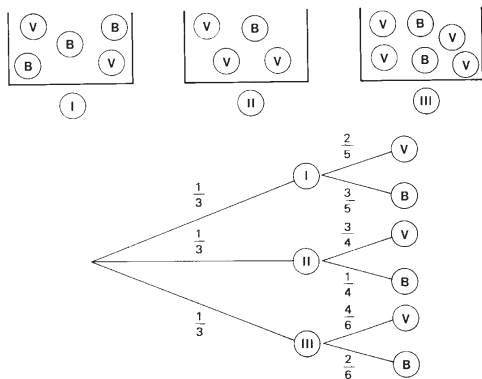 V B B V B
B V V V V B V
I II III
2/5 V
1/3 I
3/5 B
3/4 V
1/3 II
1/4 B
4/6 V
1/3 III
2/6 B